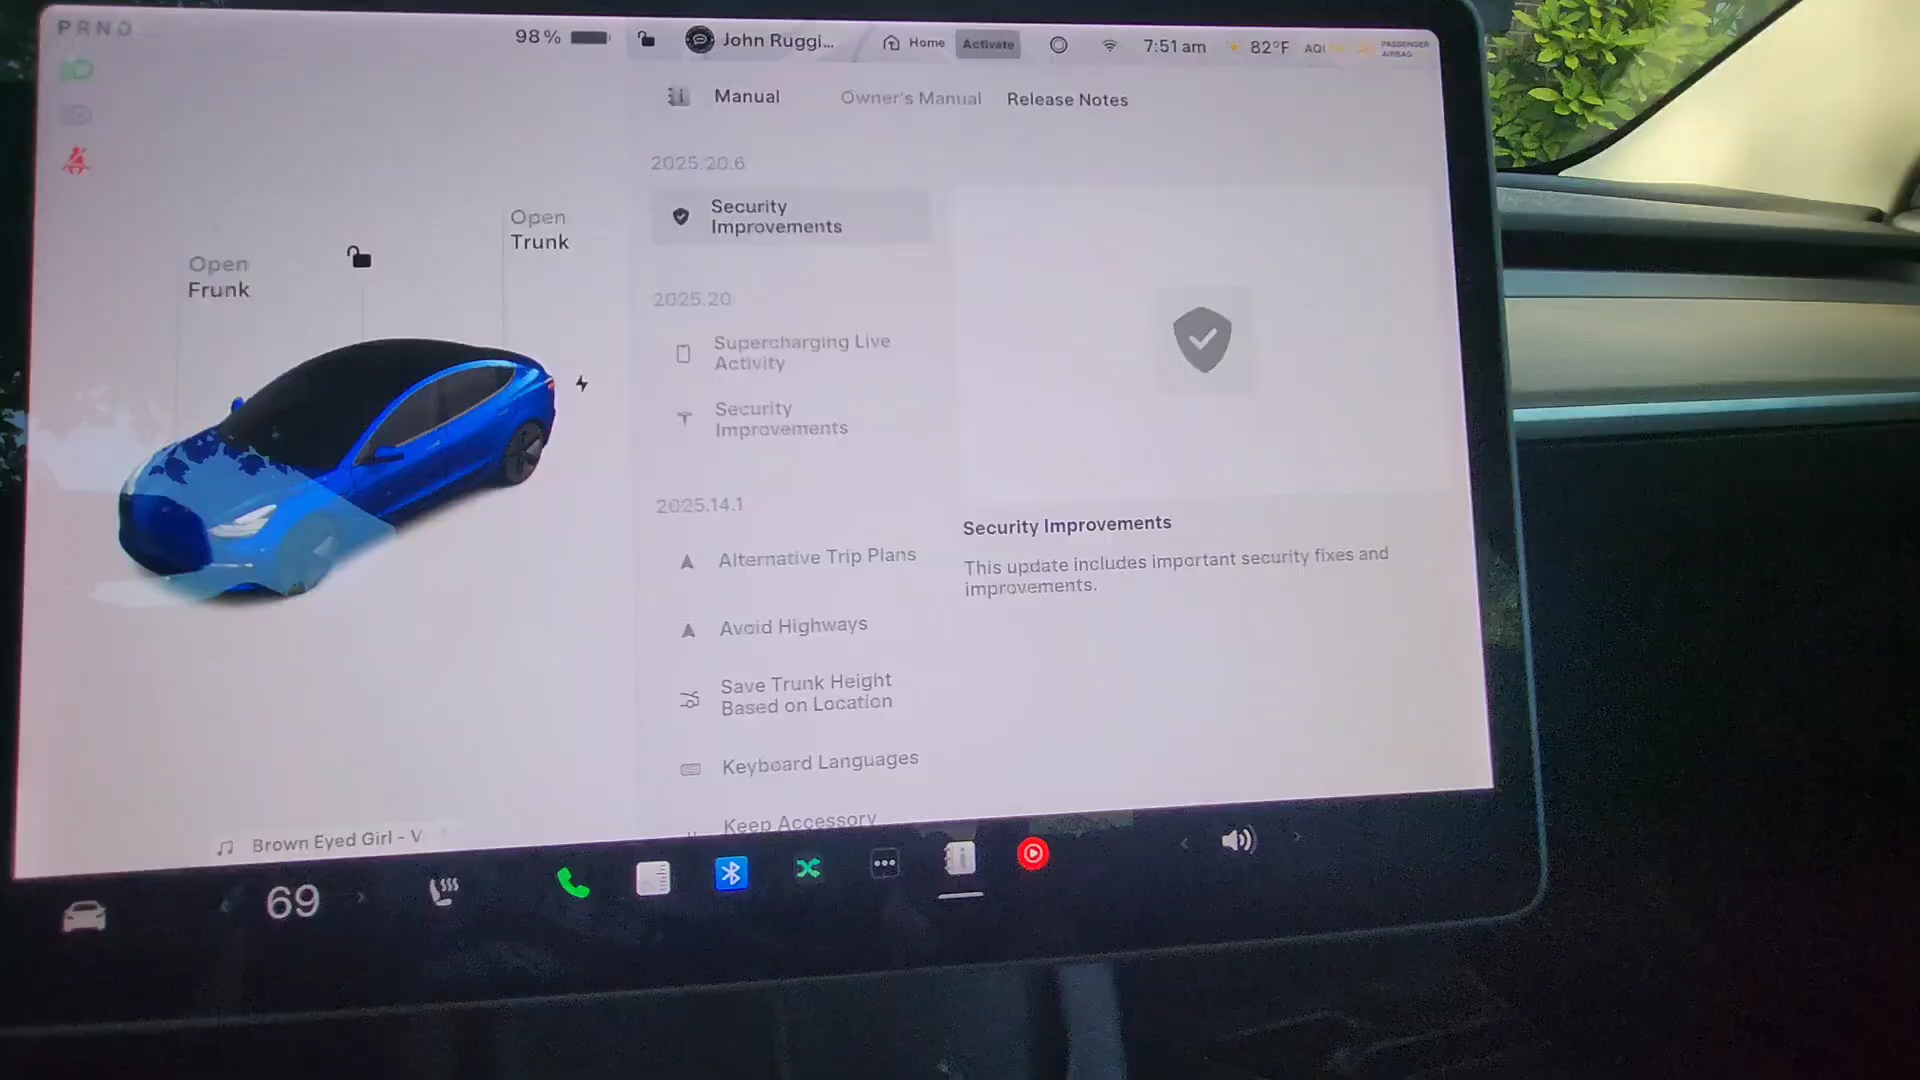 PRND
98%
John Ruggi...
Home
Activate
7:51 am
82°F
AQI
PASSENGER
AIRBAG
Manual
Owner's Manual
Release Notes
Open
Frunk
Open
Trunk
2025.20.6
Security
Improvements
2025.20
Supercharging Live
Activity
Security
Improvements
2025.14.1
Alternative Trip Plans
Avoid Highways
Save Trunk Height
Based on Location
Keyboard Languages
Keep Accessory
Security Improvements
This update includes important security fixes and
improvements.
Brown Eyed Girl - V
69